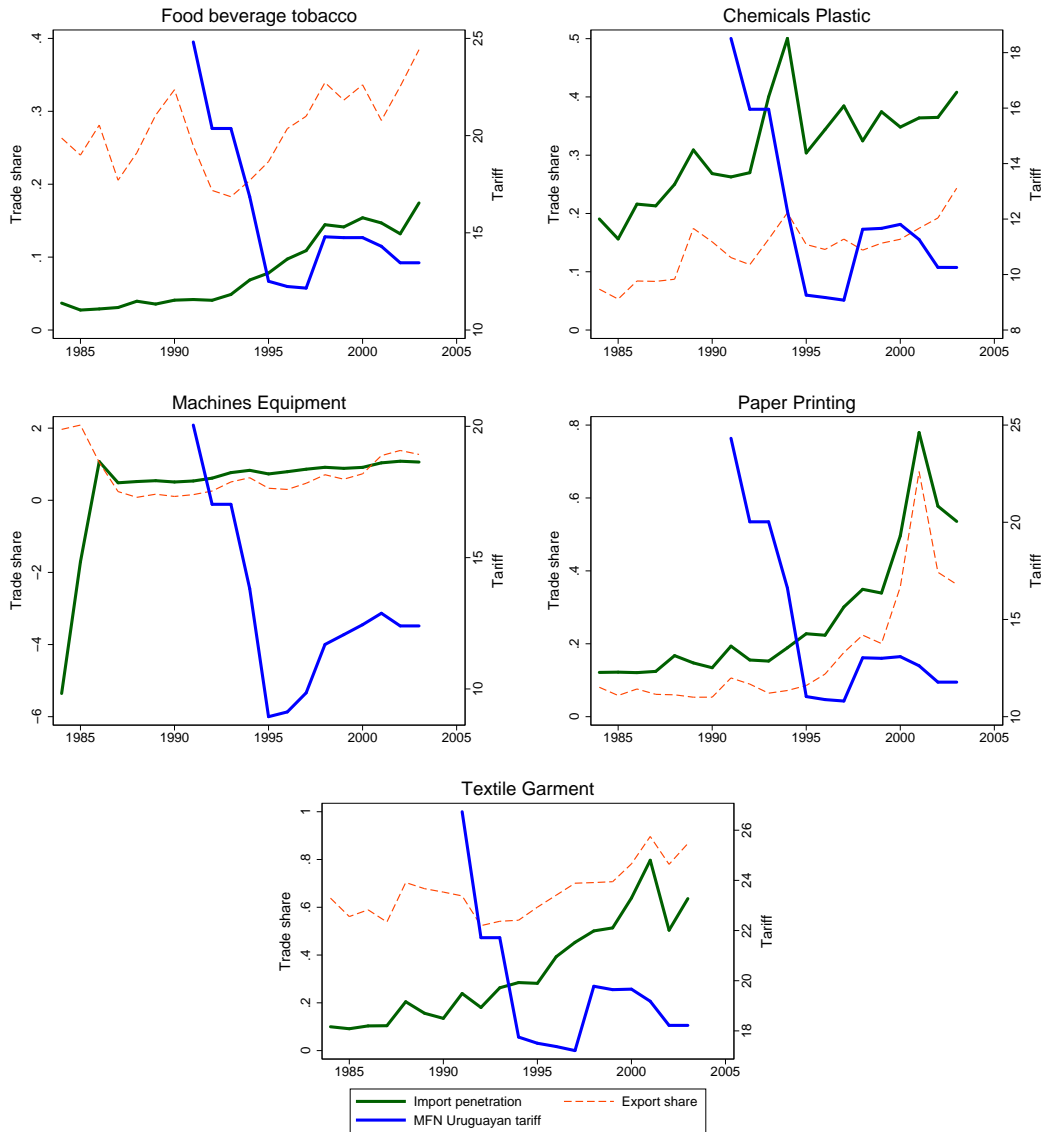 Food beverage tobacco
Trade share
0 .1 .2 .3 .4
Tariff
10 15 20 25
1985 1990 1995 2000 2005
Chemicals Plastic
Trade share
0 .1 .2 .3 .4 .5
Tariff
8 10 12 14 16 18
1985 1990 1995 2000 2005
Machines Equipment
Trade share
−6 −4 −2 0 2
Tariff
10 15 20
1985 1990 1995 2000 2005
Paper Printing
Trade share
0 .2 .4 .6 .8
Tariff
10 15 20 25
1985 1990 1995 2000 2005
Textile Garment
Trade share
0 .2 .4 .6 .8 1
Tariff
18 20 22 24 26
1985 1990 1995 2000 2005
Import penetration Export share
MFN Uruguayan tariff